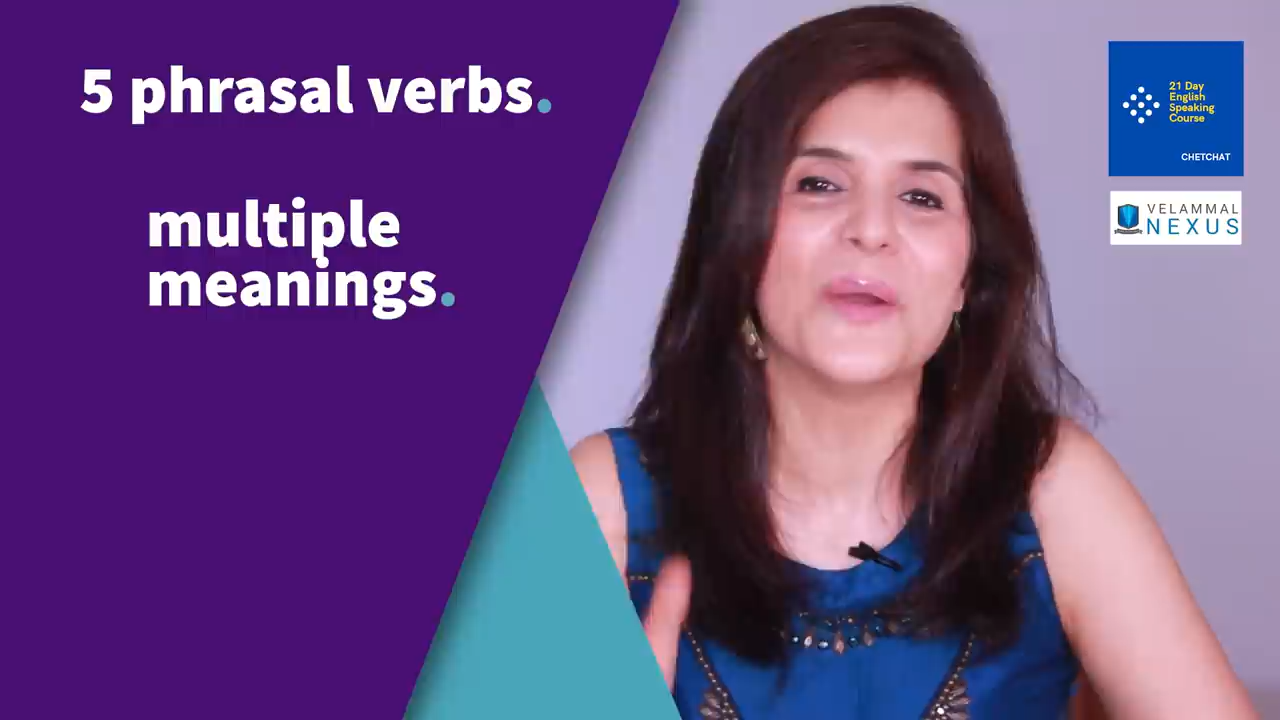 5 phrasal verbs.
multiple
meanings.
21 Day
English
Speaking
Course
CHETCHAT
VELAMMAL
NEXUS